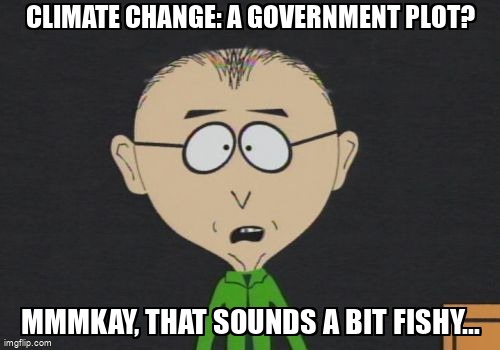 CLIMATE CHANGE: A GOVERNMENT PLOT?
MMMKAY, THAT SOUNDS A BIT FISHY...
imgflip.com